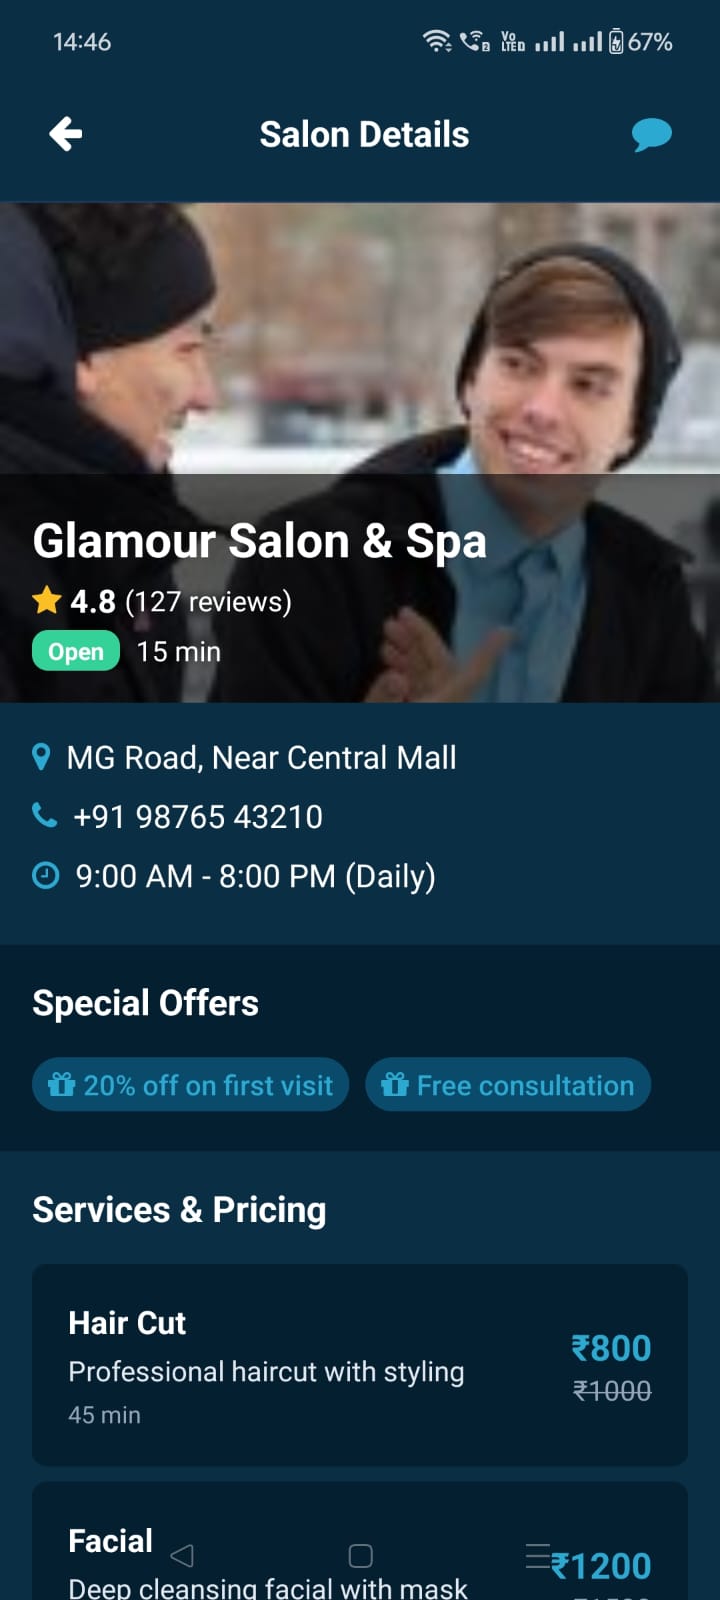 14:46
2
Vo
LTED
67%
Salon Details
Glamour Salon & Spa
4.8 (127 reviews)
Open 15 min
MG Road, Near Central Mall
+91 98765 43210
9:00 AM - 8:00 PM (Daily)
Special Offers
20% off on first visit Free consultation
Services & Pricing
Hair Cut
₹800
Professional haircut with styling
₹1000
45 min
Facial
₹1200
Deep cleansing facial with mask